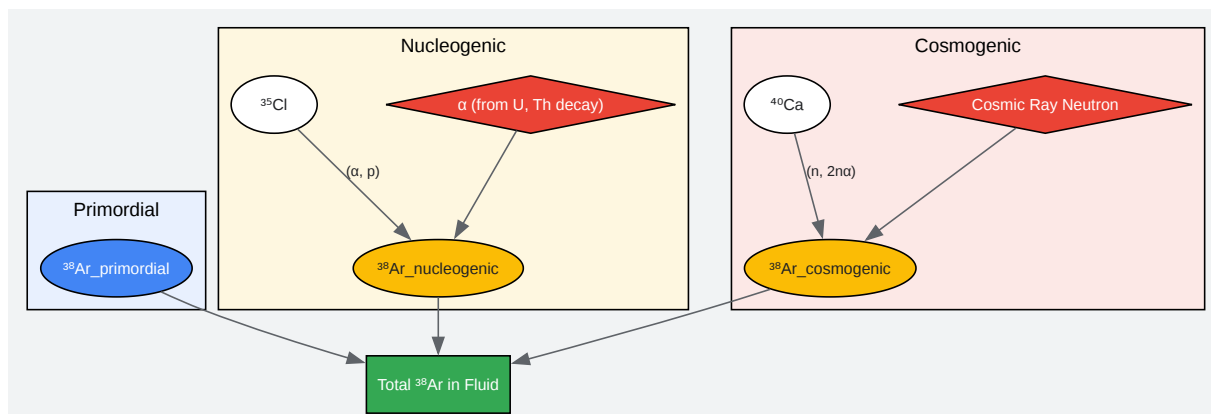 Nucleogenic
Cosmogenic
³⁵Cl
α (from U, Th decay)
⁴⁰Ca
Cosmic Ray Neutron
(α, p)
(n, 2nα)
Primordial
³⁸Ar_primordial
³⁸Ar_nucleogenic
³⁸Ar_cosmogenic
Total ³⁸Ar in Fluid